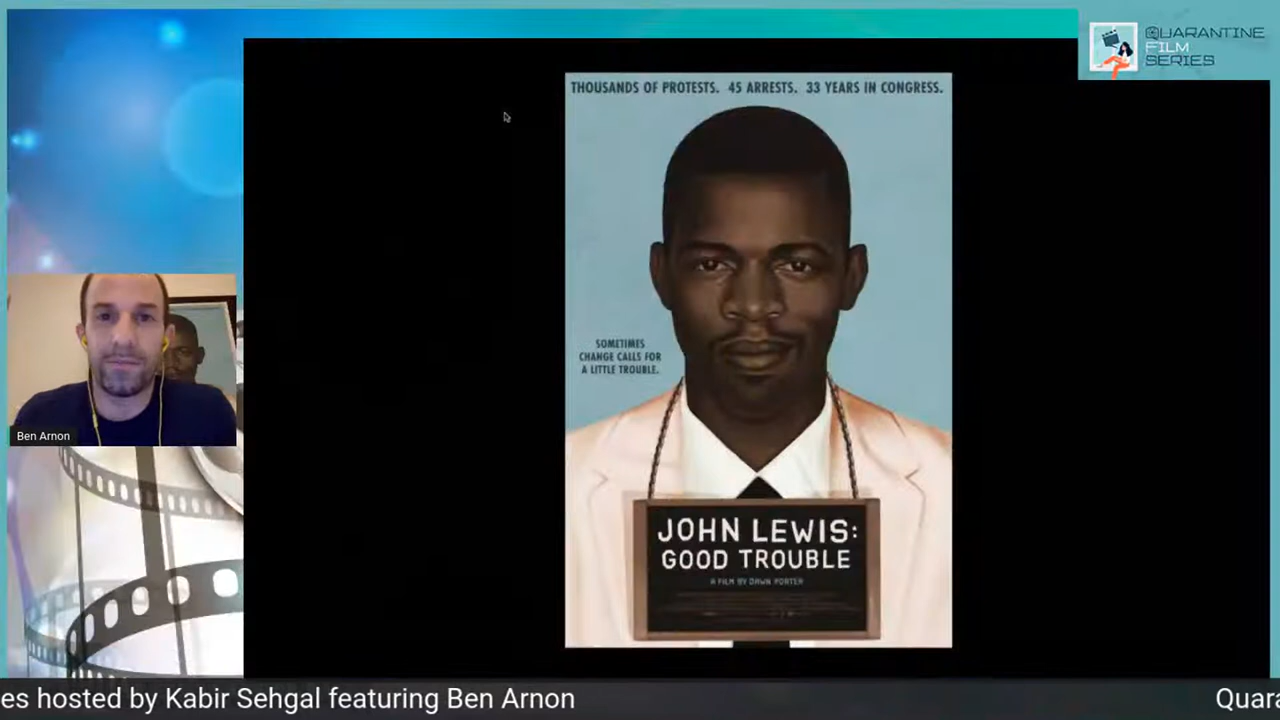 QUARANTINE
FILM
SERIES
THOUSANDS OF PROTESTS. 45 ARRESTS. 33 YEARS IN CONGRESS.
SOMETIMES
CHANGE CALLS FOR
A LITTLE TROUBLE.
JOHN LEWIS:
GOOD TROUBLE
A FILM BY DAWN PORTER
Ben Arnon
es hosted by Kabir Sehgal featuring Ben Arnon
Quara